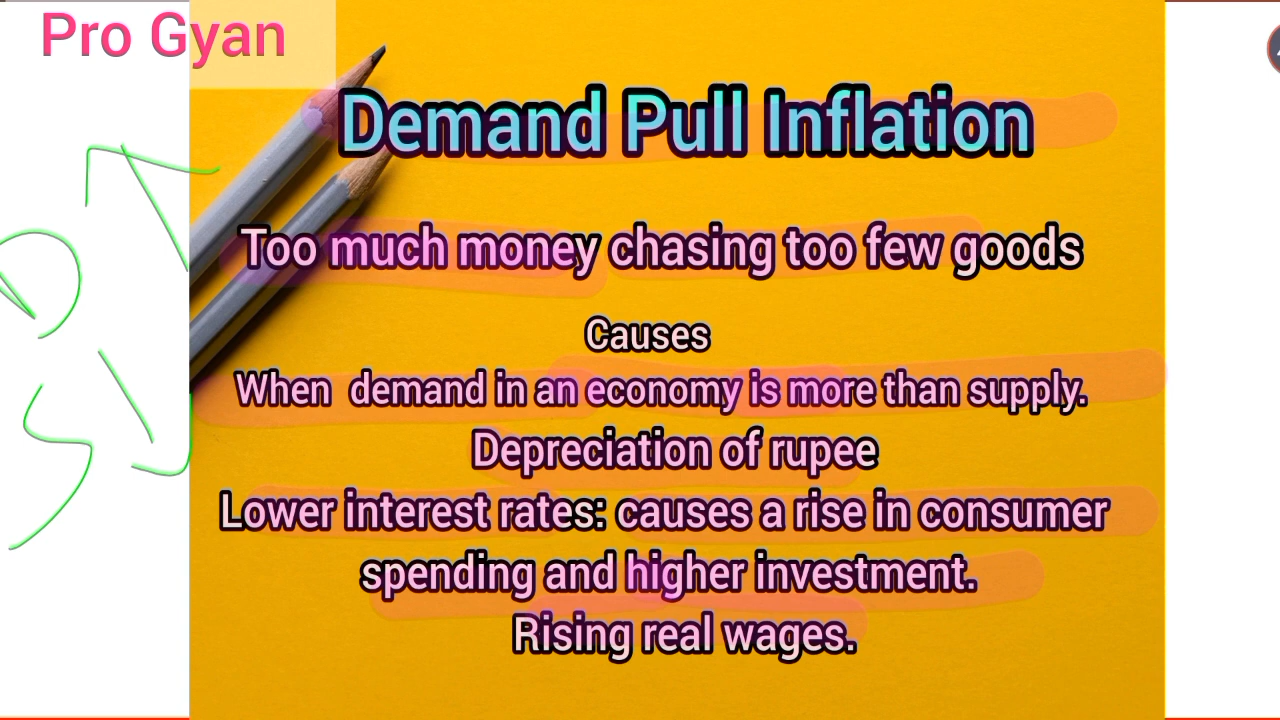 Pro Gyan
Demand Pull Inflation
Too much money chasing too few goods
Causes
When demand in an economy is more than supply.
Depreciation of rupee
Lower interest rates: causes a rise in consumer
spending and higher investment.
Rising real wages.
D
S